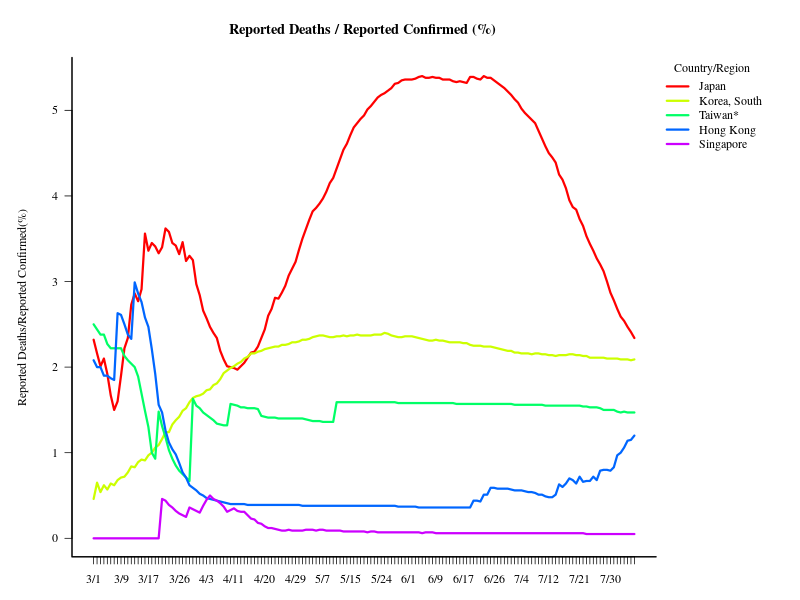 Reported Deaths / Reported Confirmed (%)
Country/Region
Japan
Korea, South
Taiwan*
Hong Kong
Singapore
Reported Deaths/Reported Confirmed(%)
5
4
3
2
1
0
3/1 3/9 3/17 3/26 4/3 4/11 4/20 4/29 5/7 5/15 5/24 6/1 6/9 6/17 6/26 7/4 7/12 7/21 7/30